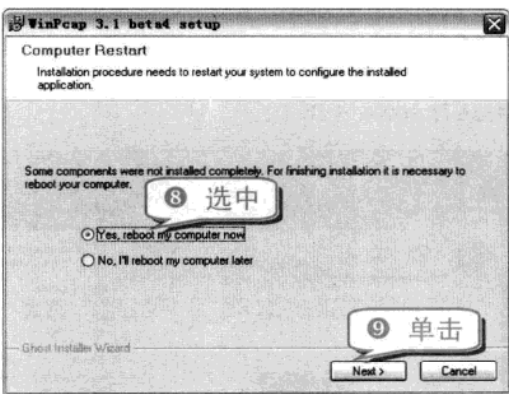 WinPcap 3.1 beta4 setup
Computer Restart
Installation procedure needs to restart your system to configure the installed
application.
Some components were not installed completely. For finishing installation it is necessary to
reboot your computer.
❽ 选中
Yes, reboot my computer now
No, I'll reboot my computer later
❾ 单击
Ghost Installer Wizard
Next >
Cancel